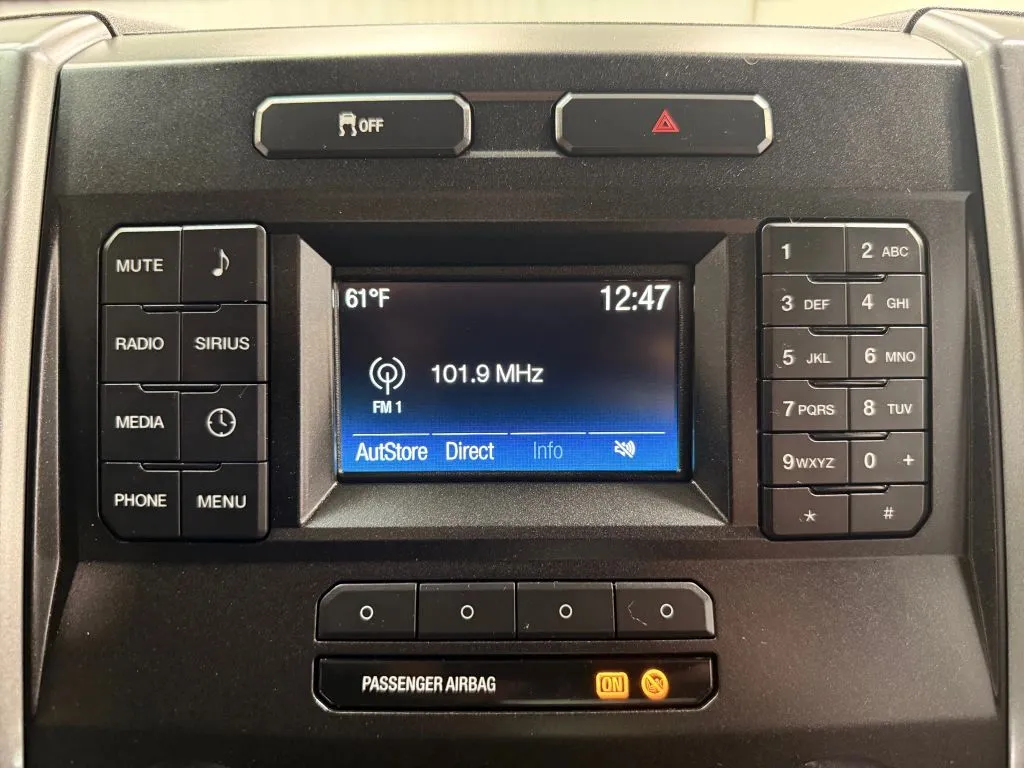 OFF
MUTE
RADIO SIRIUS
MEDIA
PHONE MENU
61°F 12:47
101.9 MHz
FM 1
AutStore Direct Info
1 2 ABC
3 DEF 4 GHI
5 JKL 6 MNO
7 PQRS 8 TUV
9 WXYZ 0 +
* #
PASSENGER AIRBAG ON